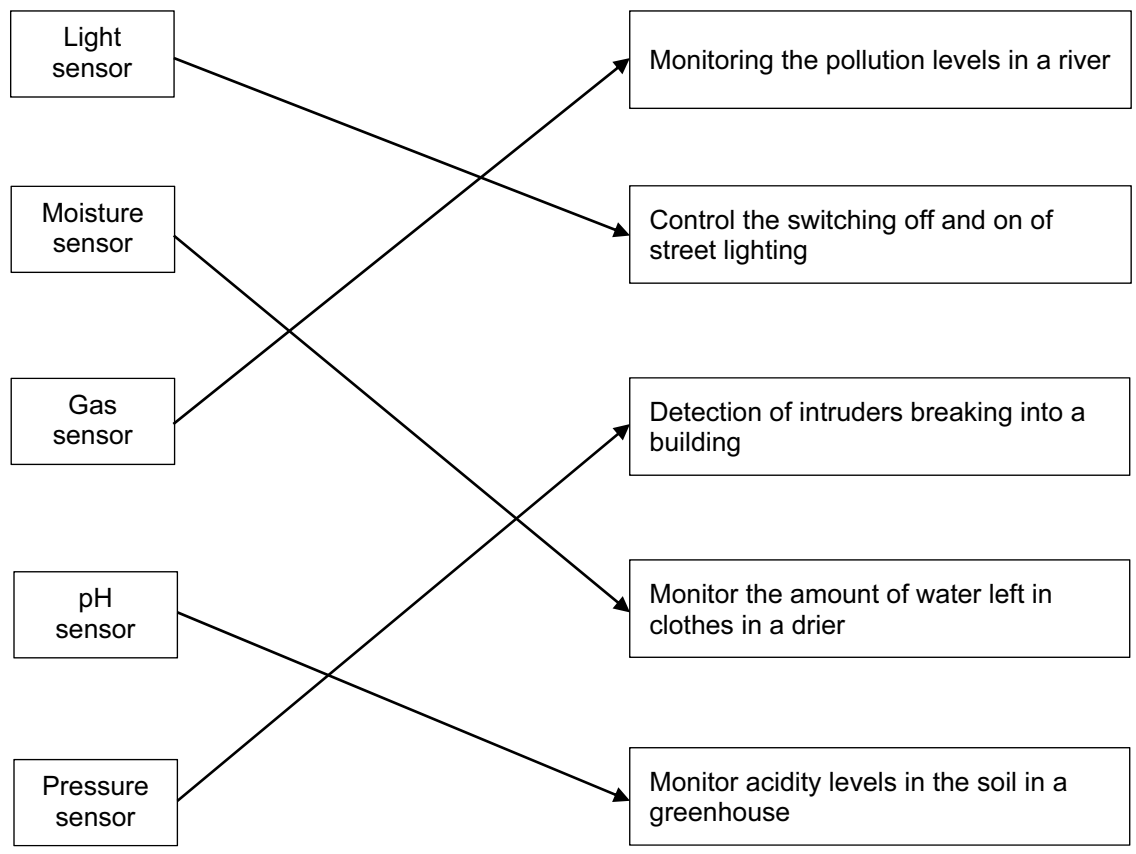 Light
sensor
Monitoring the pollution levels in a river
Moisture
sensor
Control the switching off and on of
street lighting
Gas
sensor
Detection of intruders breaking into a
building
pH
sensor
Monitor the amount of water left in
clothes in a drier
Pressure
sensor
Monitor acidity levels in the soil in a
greenhouse